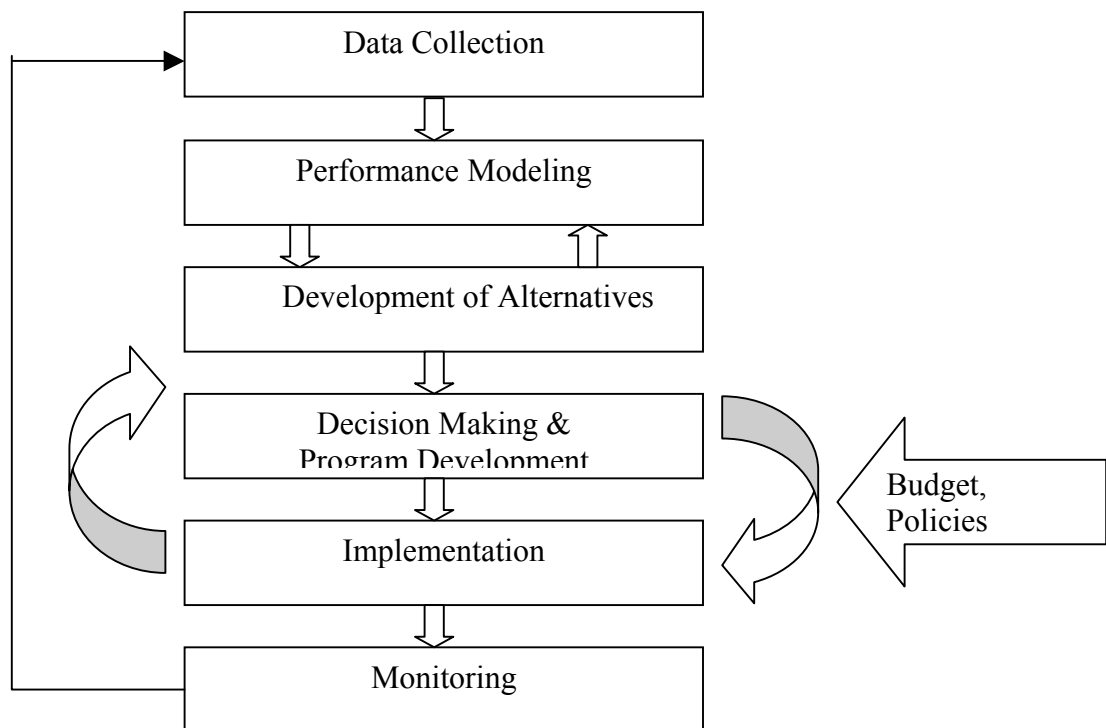 Data Collection
Performance Modeling
Development of Alternatives
Decision Making &
Program Development
Budget,
Policies
Implementation
Monitoring